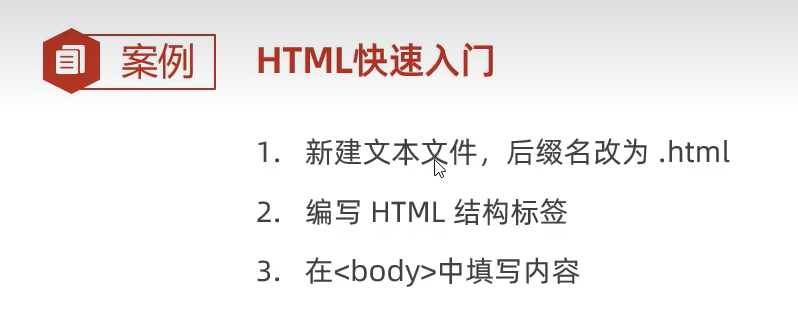 案例
HTML快速入门
1. 新建文本文件，后缀名改为 .html
2. 编写 HTML 结构标签
3. 在<body>中填写内容